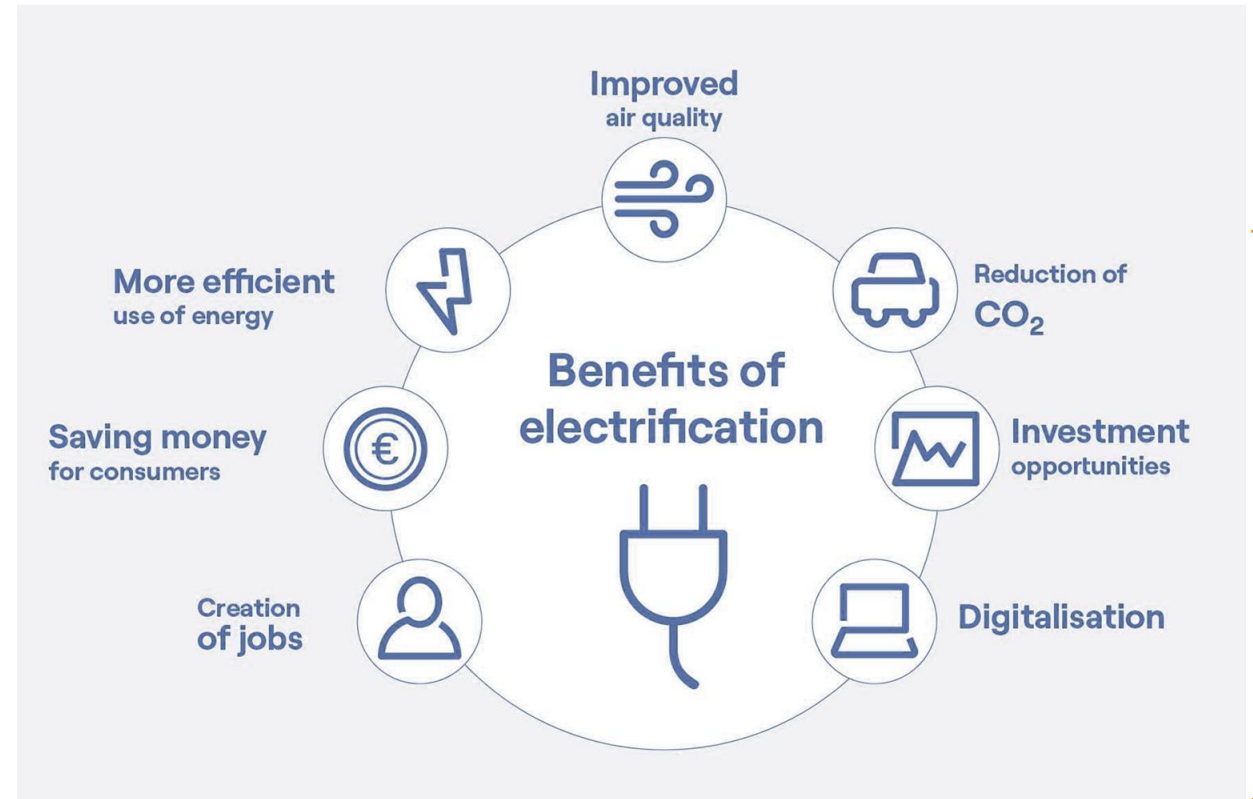 Improved
air quality
More efficient
use of energy
Reduction of
CO₂
Benefits of
electrification
Saving money
for consumers
€
Investment
opportunities
Creation
of jobs
Digitalisation